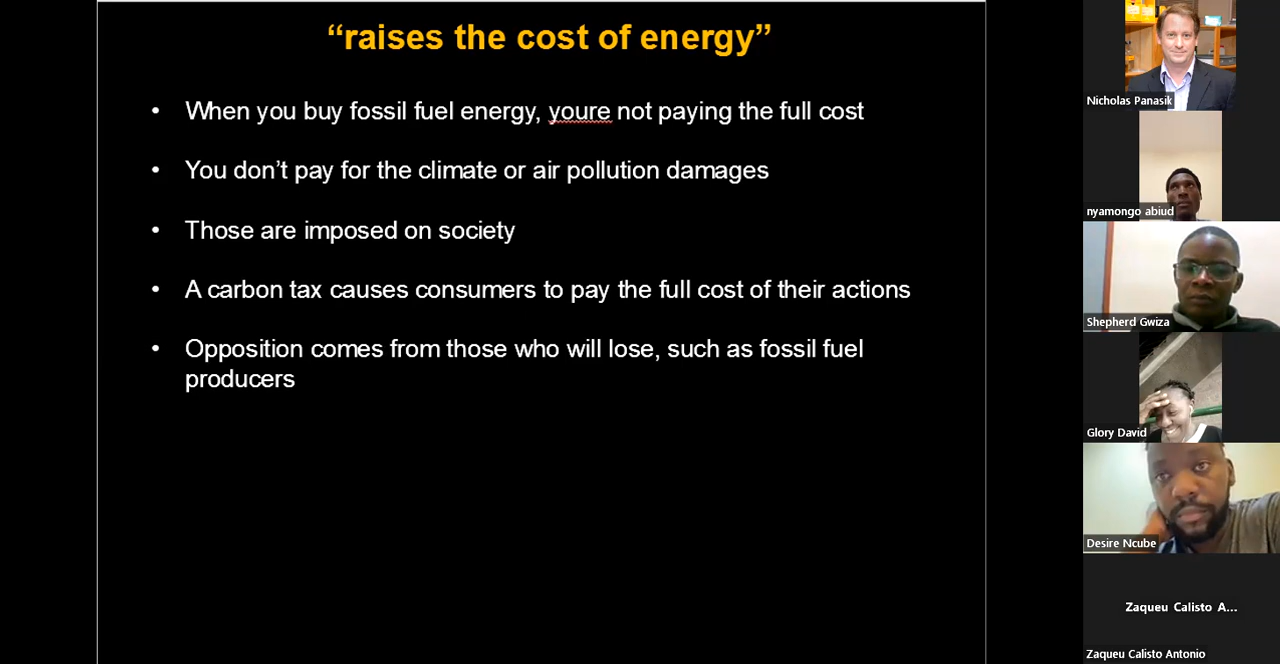 “raises the cost of energy”
• When you buy fossil fuel energy, youre not paying the full cost
• You don’t pay for the climate or air pollution damages
• Those are imposed on society
• A carbon tax causes consumers to pay the full cost of their actions
• Opposition comes from those who will lose, such as fossil fuel
producers
Nicholas Panasik
nyamongo abiud
Shepherd Gwiza
Glory David
Desire Ncube
Zaqueu Calisto A...
Zaqueu Calisto Antonio